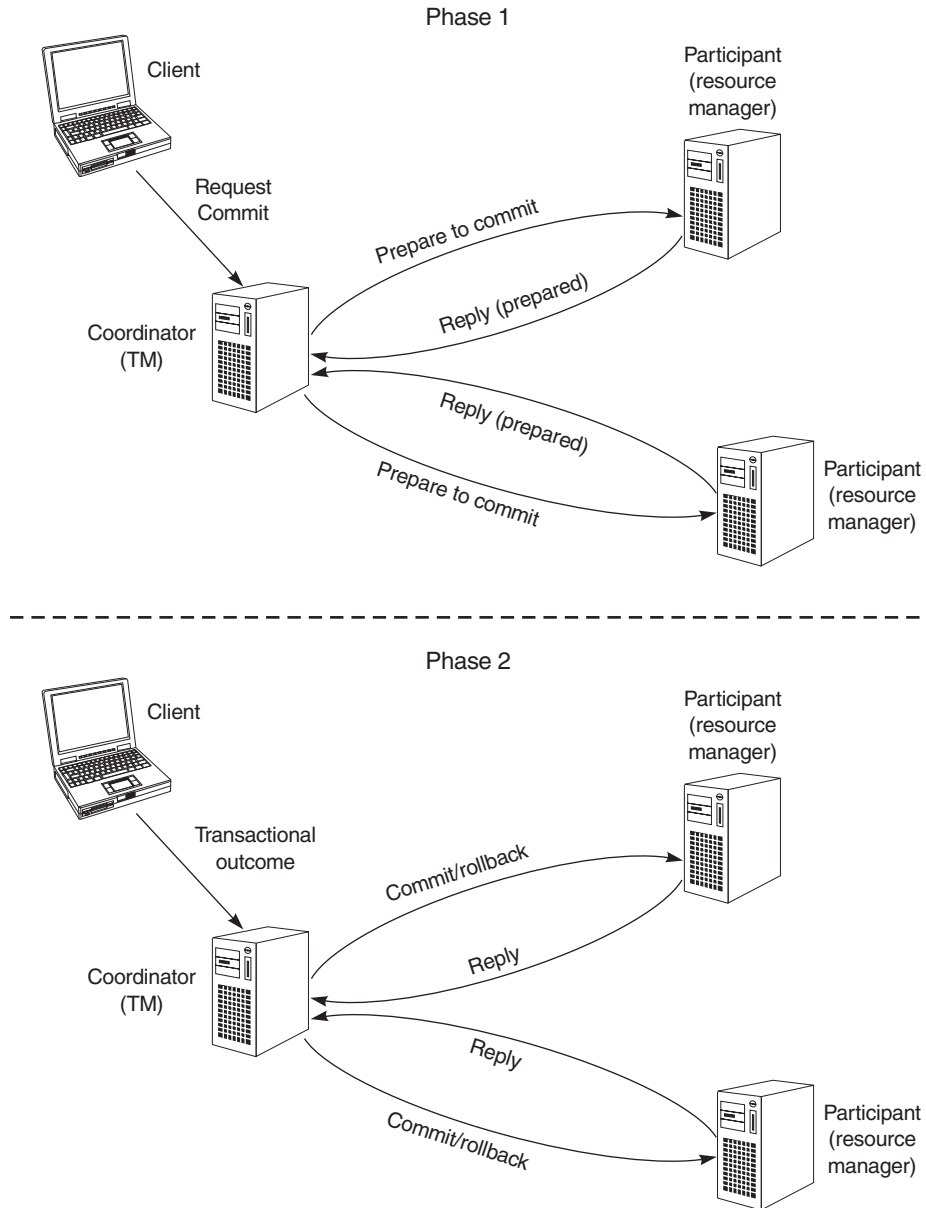 Phase 1
Client
Participant
(resource
manager)
Request
Commit
Prepare to commit
Reply (prepared)
Coordinator
(TM)
Reply (prepared)
Prepare to commit
Participant
(resource
manager)
Phase 2
Client
Participant
(resource
manager)
Transactional
outcome
Commit/rollback
Reply
Coordinator
(TM)
Reply
Commit/rollback
Participant
(resource
manager)